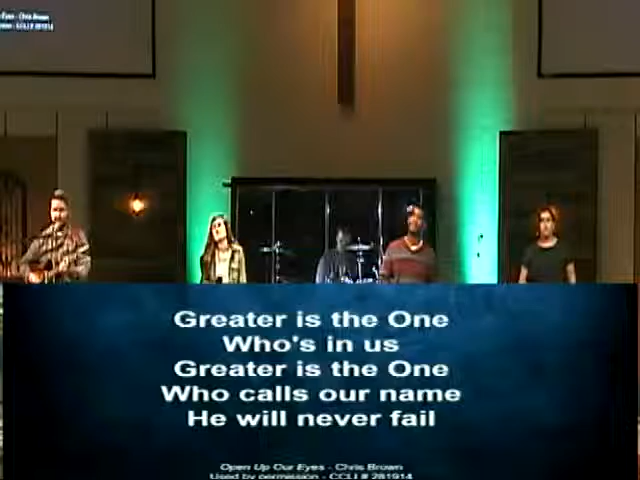 Greater is the One
Who's in us
Greater is the One
Who calls our name
He will never fail
Open Up Our Eyes - Chris Brown
Used by permission - CCLI # 281914